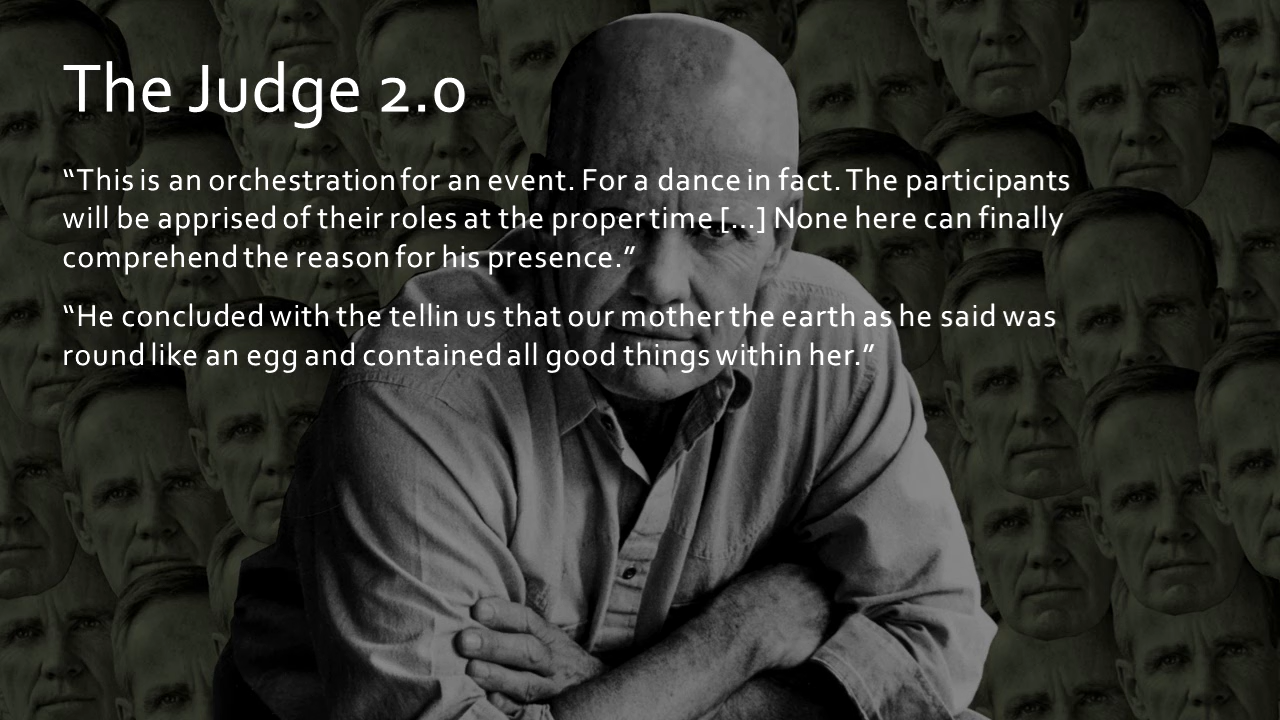 The Judge 2.0
“This is an orchestration for an event. For a dance in fact. The participants
will be apprised of their roles at the proper time [...] None here can finally
comprehend the reason for his presence.”
“He concluded with the tellin us that our mother the earth as he said was
round like an egg and contained all good things within her.”